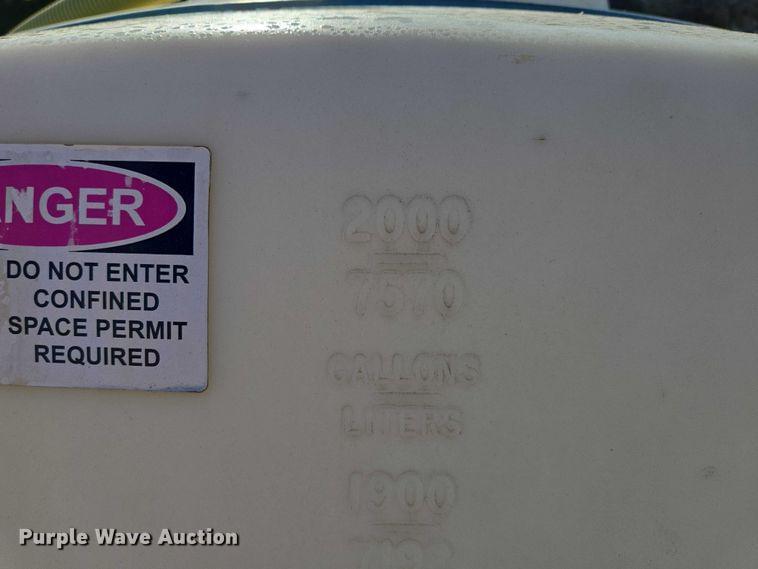 NGER
DO NOT ENTER
CONFINED
SPACE PERMIT
REQUIRED
2000
7570
GALLONS
LITERS
1900
Purple Wave Auction